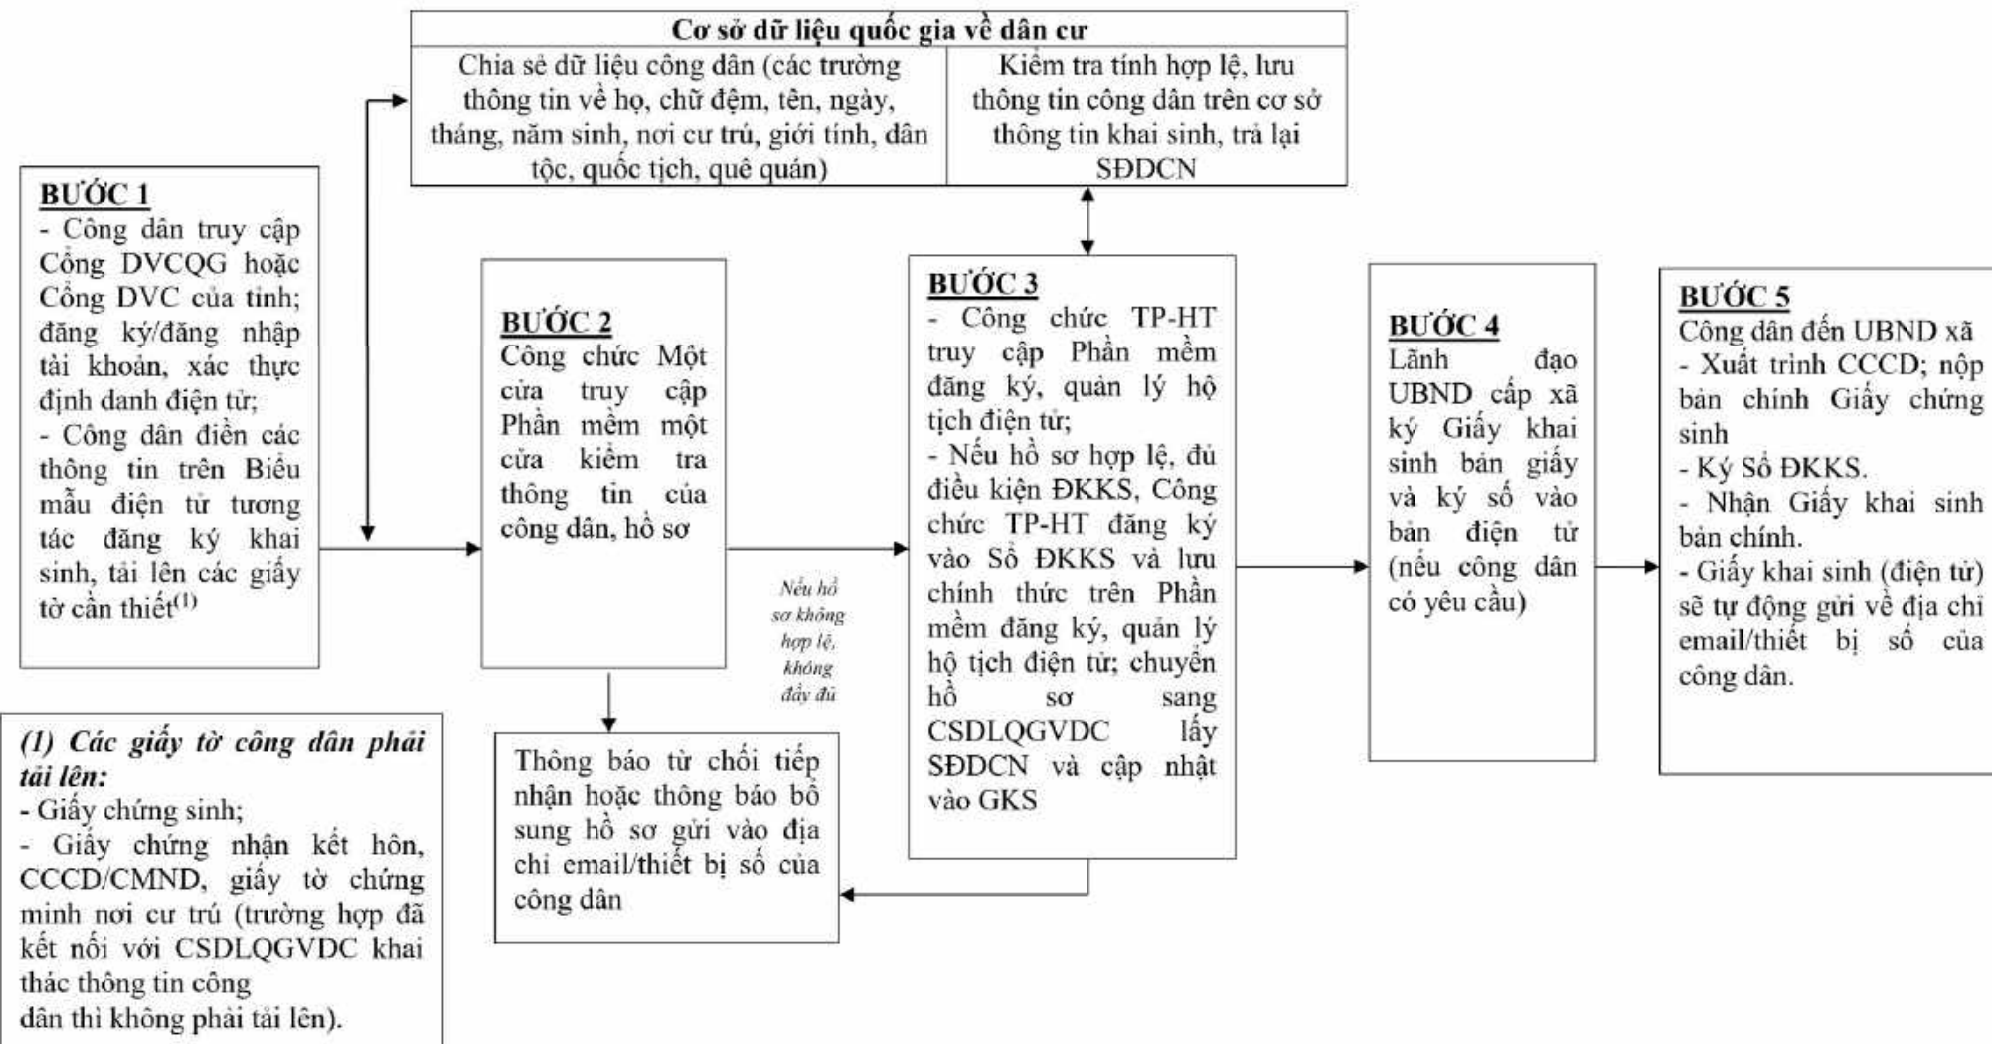 Cơ sở dữ liệu quốc gia về dân cư
Chia sẻ dữ liệu công dân (các trường
thông tin về họ, chữ đệm, tên, ngày,
tháng, năm sinh, nơi cư trú, giới tính, dân
tộc, quốc tịch, quê quán)
Kiểm tra tính hợp lệ, lưu
thông tin công dân trên cơ sở
thông tin khai sinh, trả lại
SĐDCN
BƯỚC 1
- Công dân truy cập
Cổng DVCQG hoặc
Cổng DVC của tỉnh;
đăng ký/đăng nhập
tài khoản, xác thực
định danh điện tử;
- Công dân điền các
thông tin trên Biểu
mẫu điện tử tương
tác đăng ký khai
sinh, tải lên các giấy
tờ cần thiết(1)
BƯỚC 2
Công chức Một
cửa truy cập
Phần mềm một
cửa kiểm tra
thông tin của
công dân, hồ sơ
Nếu hồ
sơ không
hợp lệ,
không
đầy đủ
BƯỚC 3
- Công chức TP-HT
truy cập Phần mềm
đăng ký, quản lý hộ
tịch điện tử;
- Nếu hồ sơ hợp lệ, đủ
điều kiện ĐKKS, Công
chức TP-HT đăng ký
vào Sổ ĐKKS và lưu
chính thức trên Phần
mềm đăng ký, quản lý
hộ tịch điện tử; chuyển
hồ sơ sang
CSDLQGVDC lấy
SĐDCN và cập nhật
vào GKS
BƯỚC 4
Lãnh đạo
UBND cấp xã
ký Giấy khai
sinh bản giấy
và ký số vào
bản điện tử
(nếu công dân
có yêu cầu)
BƯỚC 5
Công dân đến UBND xã
- Xuất trình CCCD; nộp
bản chính Giấy chứng
sinh
- Ký Sổ ĐKKS.
- Nhận Giấy khai sinh
bản chính.
- Giấy khai sinh (điện tử)
sẽ tự động gửi về địa chỉ
email/thiết bị số của
công dân.
(1) Các giấy tờ công dân phải
tải lên:
- Giấy chứng sinh;
- Giấy chứng nhận kết hôn,
CCCD/CMND, giấy tờ chứng
minh nơi cư trú (trường hợp đã
kết nối với CSDLQGVDC khai
thác thông tin công
dân thì không phải tải lên).
Thông báo từ chối tiếp
nhận hoặc thông báo bổ
sung hồ sơ gửi vào địa
chỉ email/thiết bị số của
công dân